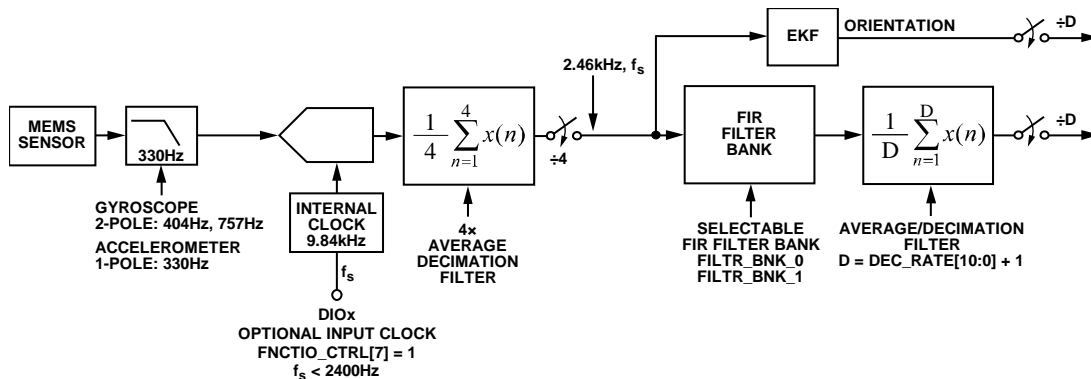 MEMS
SENSOR
330Hz
GYROSCOPE
2-POLE: 404Hz, 757Hz
ACCELEROMETER
1-POLE: 330Hz
INTERNAL
CLOCK
9.84kHz
fs
DIOx
OPTIONAL INPUT CLOCK
FNCTIO_CTRL[7] = 1
fs < 2400Hz
1/4 4∑n=1 x(n)
4×
AVERAGE
DECIMATION
FILTER
÷4
2.46kHz, fs
EKF
ORIENTATION
÷D
FIR
FILTER
BANK
SELECTABLE
FIR FILTER BANK
FILTR_BNK_0
FILTR_BNK_1
1/D D∑n=1 x(n)
AVERAGE/DECIMATION
FILTER
D = DEC_RATE[10:0] + 1
÷D